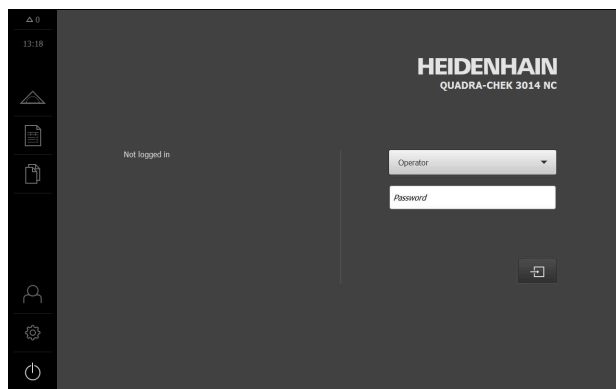 0
13:18
HEIDENHAIN
QUADRA-CHEK 3014 NC
Not logged in
Operator
Password